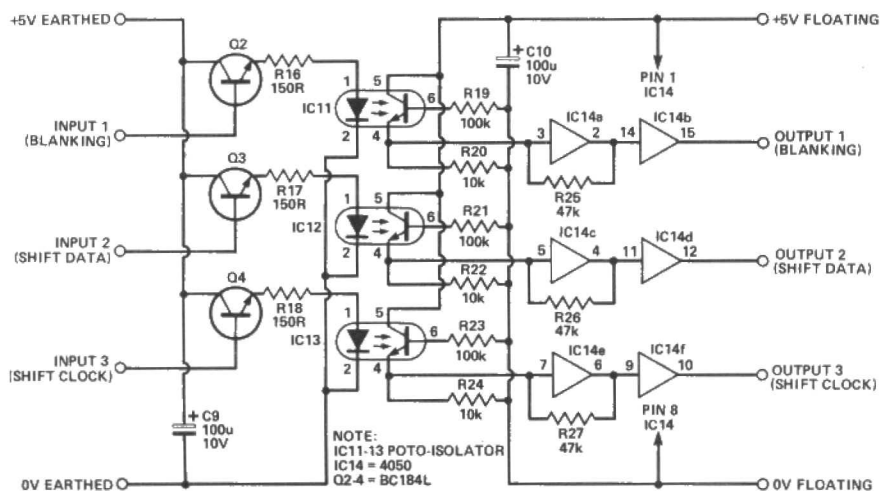 +5V EARTHED
+5V FLOATING
Q2
R16
150R
1
5
IC11
6
2
4
R19
100k
+ C10
100u
10V
PIN 1
IC14
INPUT 1
(BLANKING)
IC14a
3
2
14
IC14b
15
OUTPUT 1
(BLANKING)
R20
10k
R25
47k
Q3
R17
150R
1
5
IC12
6
2
4
R21
100k
INPUT 2
(SHIFT DATA)
IC14c
5
4
11
IC14d
12
OUTPUT 2
(SHIFT DATA)
R22
10k
R26
47k
Q4
R18
150R
1
5
IC13
6
2
4
R23
100k
INPUT 3
(SHIFT CLOCK)
IC14e
7
6
9
IC14f
10
OUTPUT 3
(SHIFT CLOCK)
R24
10k
R27
47k
PIN 8
IC14
+ C9
100u
10V
NOTE:
IC11-13 POTO-ISOLATOR
IC14 = 4050
Q2-4 = BC184L
0V EARTHED
0V FLOATING